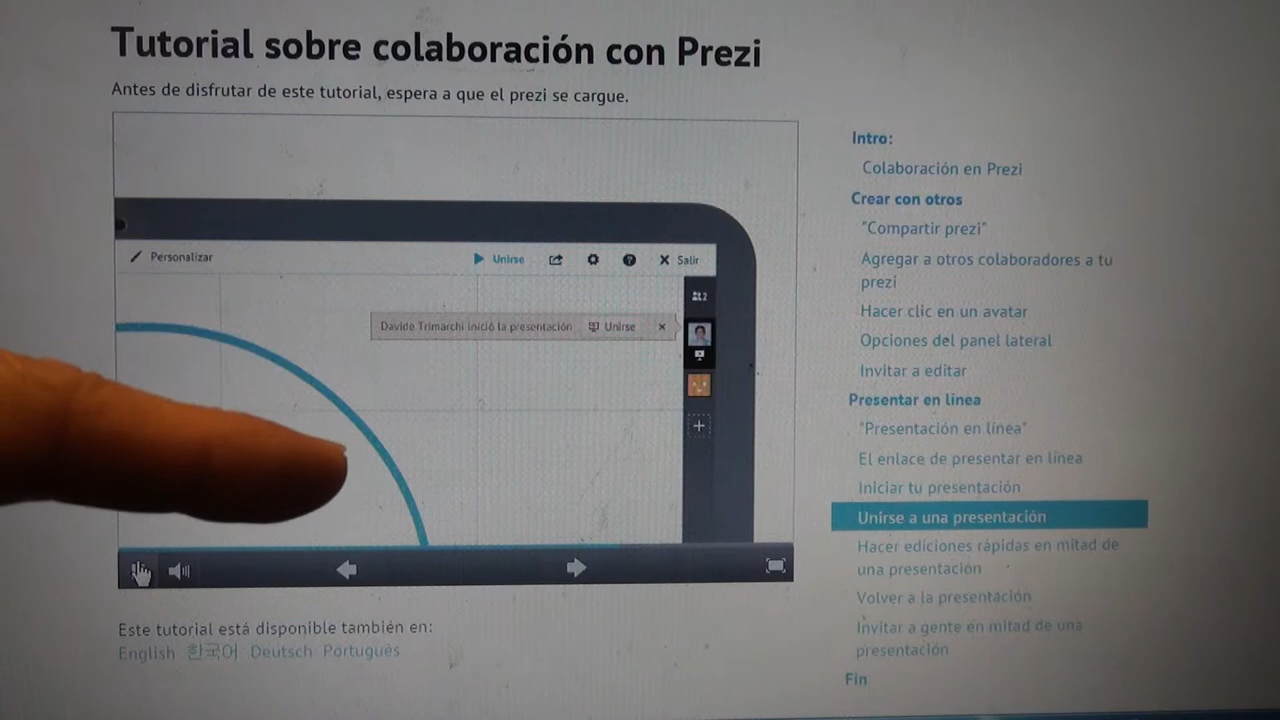 Tutorial sobre colaboración con Prezi
Antes de disfrutar de este tutorial, espera a que el prezi se cargue.
Personalizar
Unirse
Salir
2
Davide Trimarchi inició la presentación
Unirse
Intro:
Colaboración en Prezi
Crear con otros
"Compartir prezi"
Agregar a otros colaboradores a tu
prezi
Hacer clic en un avatar
Opciones del panel lateral
Invitar a editar
Presentar en línea
"Presentación en línea"
El enlace de presentar en línea
Iniciar tu presentación
Unirse a una presentación
Hacer ediciones rápidas en mitad de
una presentación
Volver a la presentación
Invitar a gente en mitad de una
presentación
Fin
Este tutorial está disponible también en:
English 한국어 Deutsch Português